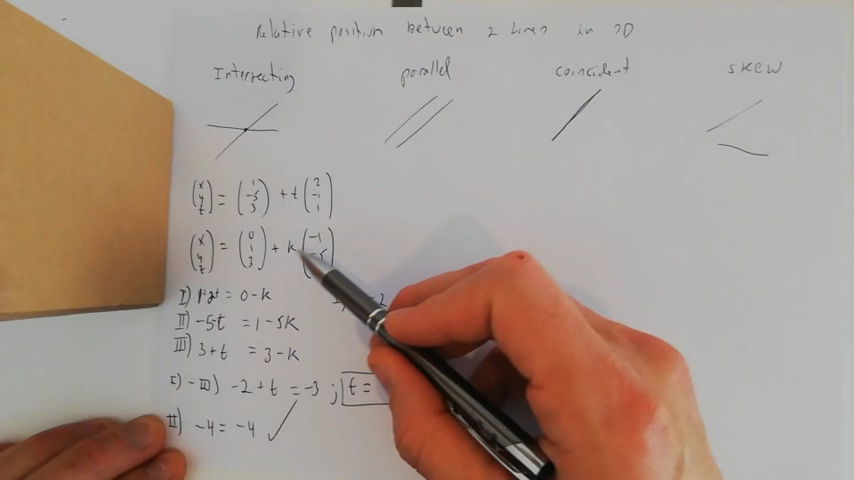 Relative position between 2 lines in 3D
Intersecting parallel coincident skew
(x y z) = (1 -5 3) + t (2 -1 1)
(x y z) = (0 1 3) + k (-1 -5
I) 1+2t = 0-k
II) -5t = 1-5k
III) 3+t = 3-k
I) -III) -2+t = -3 ; t =
II) -4 = -4 ✓